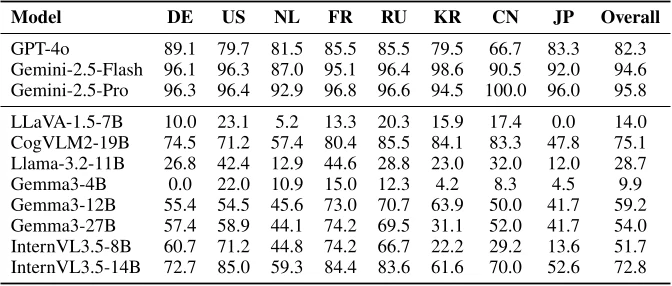 Model DE US NL FR RU KR CN JP Overall
GPT-4o 89.1 79.7 81.5 85.5 85.5 79.5 66.7 83.3 82.3
Gemini-2.5-Flash 96.1 96.3 87.0 95.1 96.4 98.6 90.5 92.0 94.6
Gemini-2.5-Pro 96.3 96.4 92.9 96.8 96.6 94.5 100.0 96.0 95.8
LLaVA-1.5-7B 10.0 23.1 5.2 13.3 20.3 15.9 17.4 0.0 14.0
CogVLM2-19B 74.5 71.2 57.4 80.4 85.5 84.1 83.3 47.8 75.1
Llama-3.2-11B 26.8 42.4 12.9 44.6 28.8 23.0 32.0 12.0 28.7
Gemma3-4B 0.0 22.0 10.9 15.0 12.3 4.2 8.3 4.5 9.9
Gemma3-12B 55.4 54.5 45.6 73.0 70.7 63.9 50.0 41.7 59.2
Gemma3-27B 57.4 58.9 44.1 74.2 69.5 31.1 52.0 41.7 54.0
InternVL3.5-8B 60.7 71.2 44.8 74.2 66.7 22.2 29.2 13.6 51.7
InternVL3.5-14B 72.7 85.0 59.3 84.4 83.6 61.6 70.0 52.6 72.8